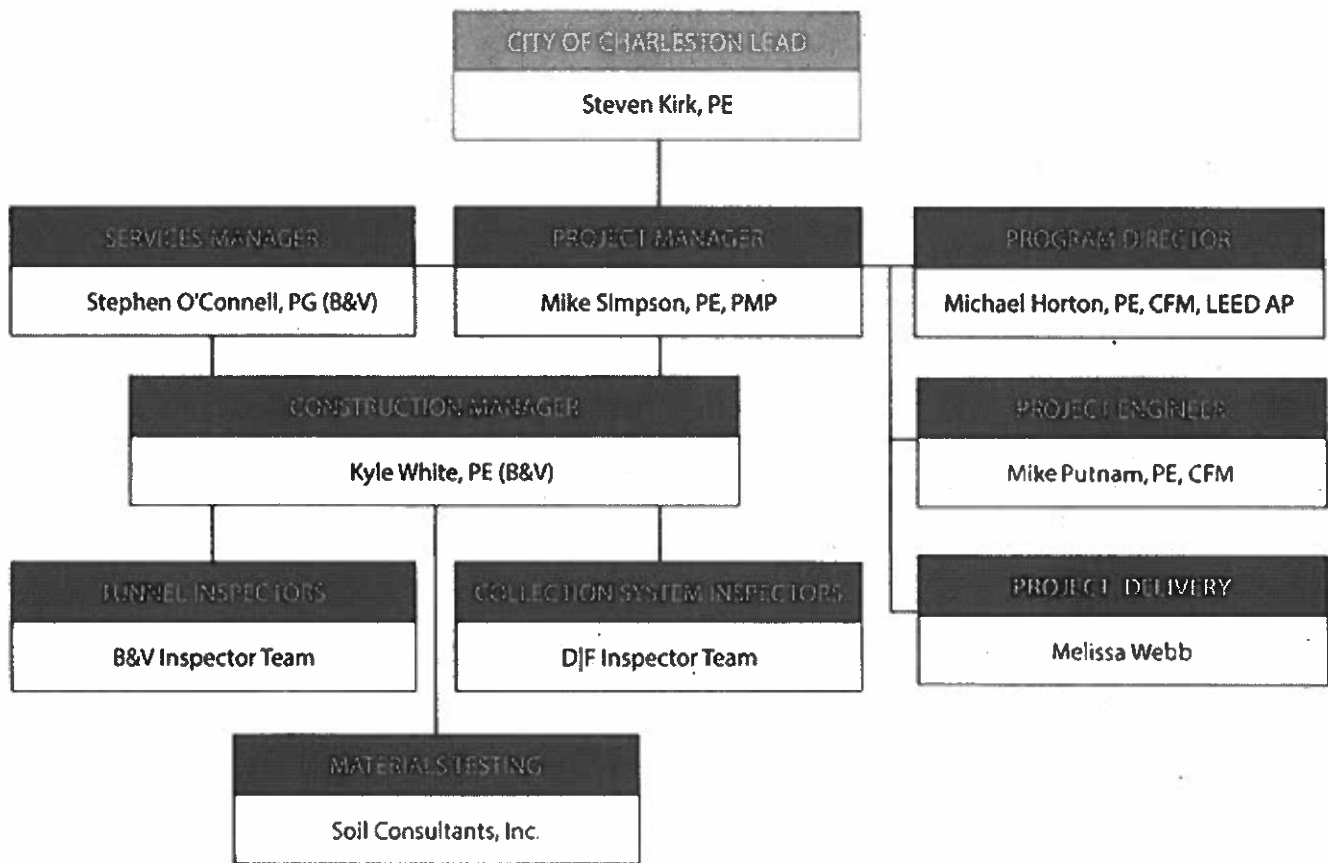 CITY OF CHARLESTON LEAD
Steven Kirk, PE
SERVICES MANAGER
Stephen O'Connell, PG (B&V)
PROJECT MANAGER
Mike Simpson, PE, PMP
PROGRAM DIRECTOR
Michael Horton, PE, CFM, LEED AP
CONSTRUCTION MANAGER
Kyle White, PE (B&V)
PROJECT ENGINEER
Mike Putnam, PE, CFM
TUNNEL INSPECTORS
B&V Inspector Team
COLLECTION SYSTEM INSPECTORS
D|F Inspector Team
PROJECT DELIVERY
Melissa Webb
MATERIALS TESTING
Soil Consultants, Inc.